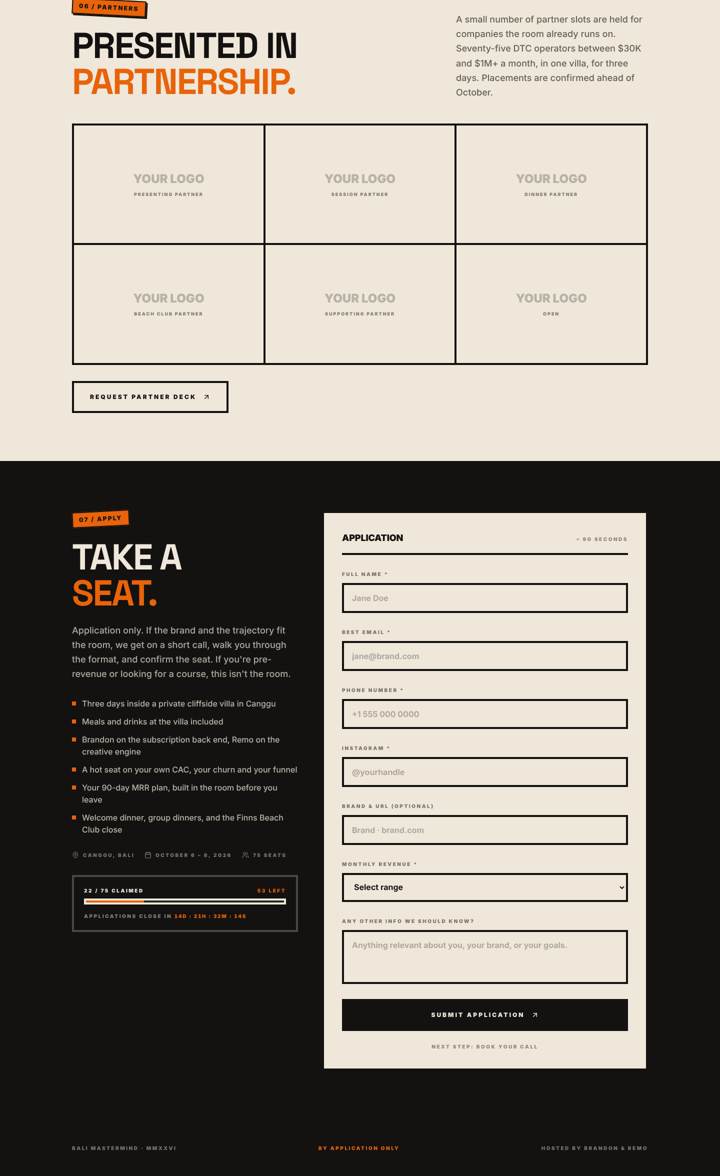 06 / PARTNERS
PRESENTED IN
PARTNERSHIP.
A small number of partner slots are held for
companies the room already runs on.
Seventy-five DTC operators between $30K
and $1M+ a month, in one villa, for three
days. Placements are confirmed ahead of
October.
YOUR LOGO
PRESENTING PARTNER
YOUR LOGO
SESSION PARTNER
YOUR LOGO
DINNER PARTNER
YOUR LOGO
BEACH CLUB PARTNER
YOUR LOGO
SUPPORTING PARTNER
YOUR LOGO
OPEN
REQUEST PARTNER DECK
07 / APPLY
TAKE A
SEAT.
Application only. If the brand and the trajectory fit
the room, we get on a short call, walk you through
the format, and confirm the seat. If you're pre-
revenue or looking for a course, this isn't the room.
Three days inside a private cliffside villa in Canggu
Meals and drinks at the villa included
Brandon on the subscription back end, Remo on the
creative engine
A hot seat on your own CAC, your churn and your funnel
Your 90-day MRR plan, built in the room before you
leave
Welcome dinner, group dinners, and the Finns Beach
Club close
CANGGU, BALI
OCTOBER 6 – 8, 2026
75 SEATS
22 / 75 CLAIMED
53 LEFT
APPLICATIONS CLOSE IN 14D : 21H : 32M : 14S
APPLICATION
~ 90 SECONDS
FULL NAME *
Jane Doe
BEST EMAIL *
jane@brand.com
PHONE NUMBER *
+1 555 000 0000
INSTAGRAM *
@yourhandle
BRAND & URL (OPTIONAL)
Brand · brand.com
MONTHLY REVENUE *
Select range
ANY OTHER INFO WE SHOULD KNOW?
Anything relevant about you, your brand, or your goals.
SUBMIT APPLICATION
NEXT STEP: BOOK YOUR CALL
BALI MASTERMIND · MMXXVI
BY APPLICATION ONLY
HOSTED BY BRANDON & REMO